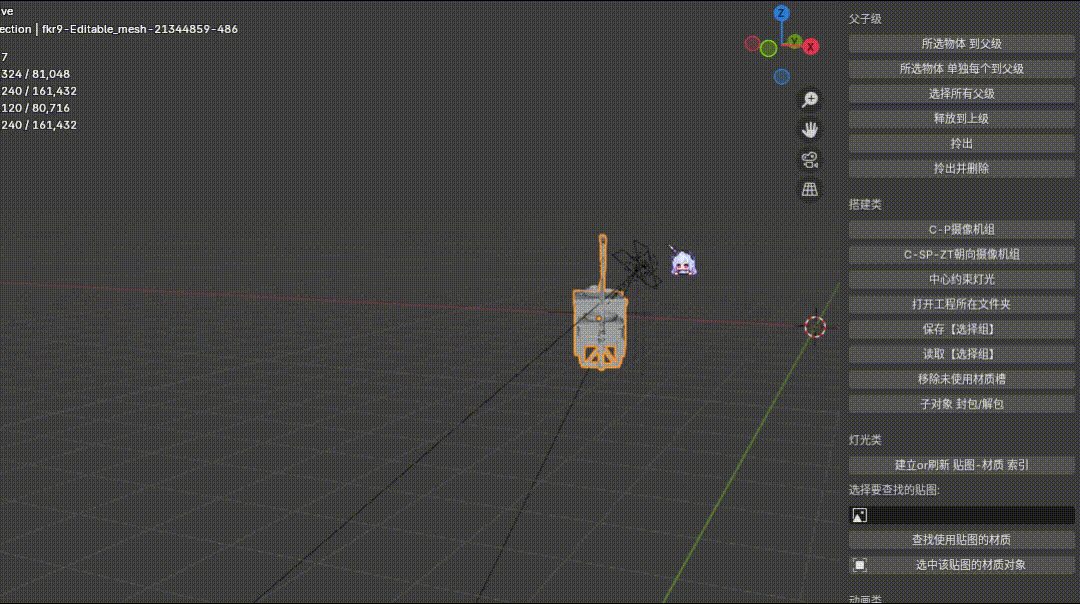 ve
ection | fkr9-Editable_mesh-21344859-486
7
324 / 81,048
240 / 161,432
120 / 80,716
240 / 161,432
Z
Y
X
父子级
所选物体 到父级
所选物体 单独每个到父级
选择所有父级
释放到上级
拎出
拎出并删除
搭建类
C-P摄像机组
C-SP-ZT朝向摄像机组
中心约束灯光
打开工程所在文件夹
保存【选择组】
读取【选择组】
移除未使用材质槽
子对象 封包/解包
灯光类
建立or刷新 贴图-材质 索引
选择要查找的贴图:
查找使用贴图的材质
选中该贴图的材质对象
动画类